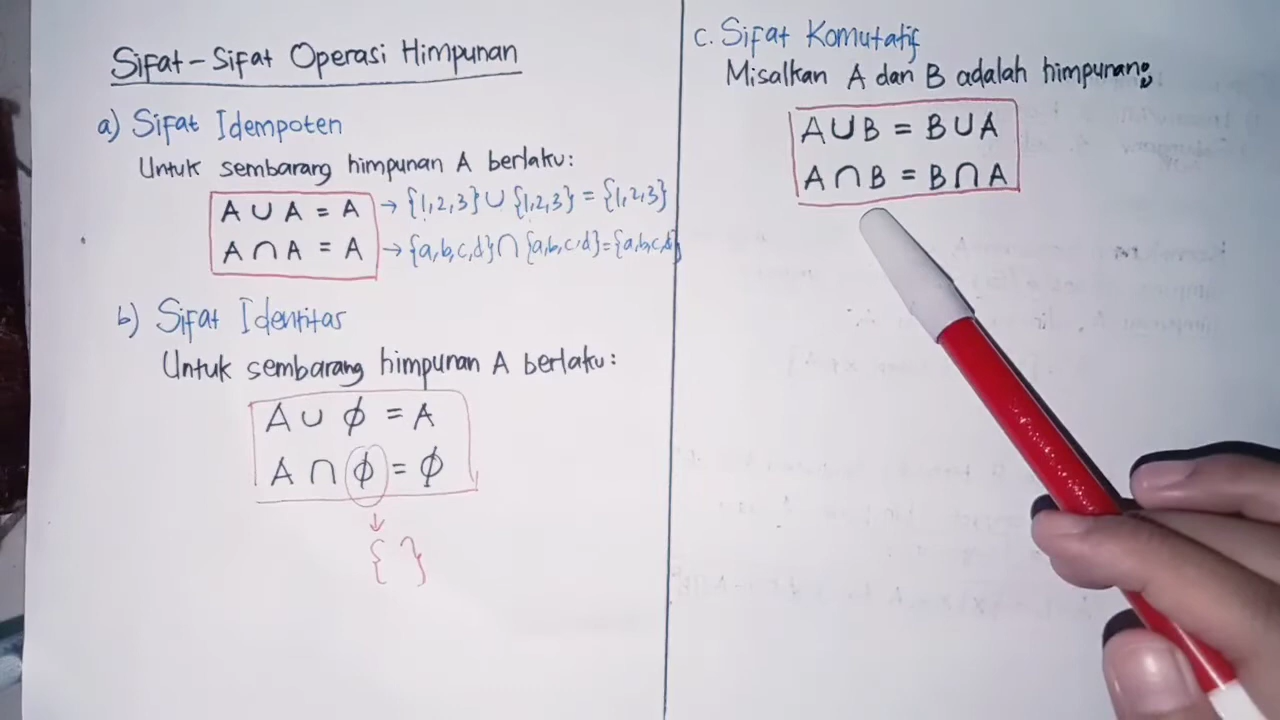 Sifat-Sifat Operasi Himpunan
a) Sifat Idempoten
Untuk sembarang himpunan A berlaku:
A ∪ A = A → {1,2,3} ∪ {1,2,3} = {1,2,3}
A ∩ A = A → {a,b,c,d} ∩ {a,b,c,d} = {a,b,c,d}
b) Sifat Identitas
Untuk sembarang himpunan A berlaku:
A ∪ ϕ = A
A ∩ ϕ = ϕ
↓
{ }
c. Sifat Komutatif
Misalkan A dan B adalah himpunan:
A ∪ B = B ∪ A
A ∩ B = B ∩ A